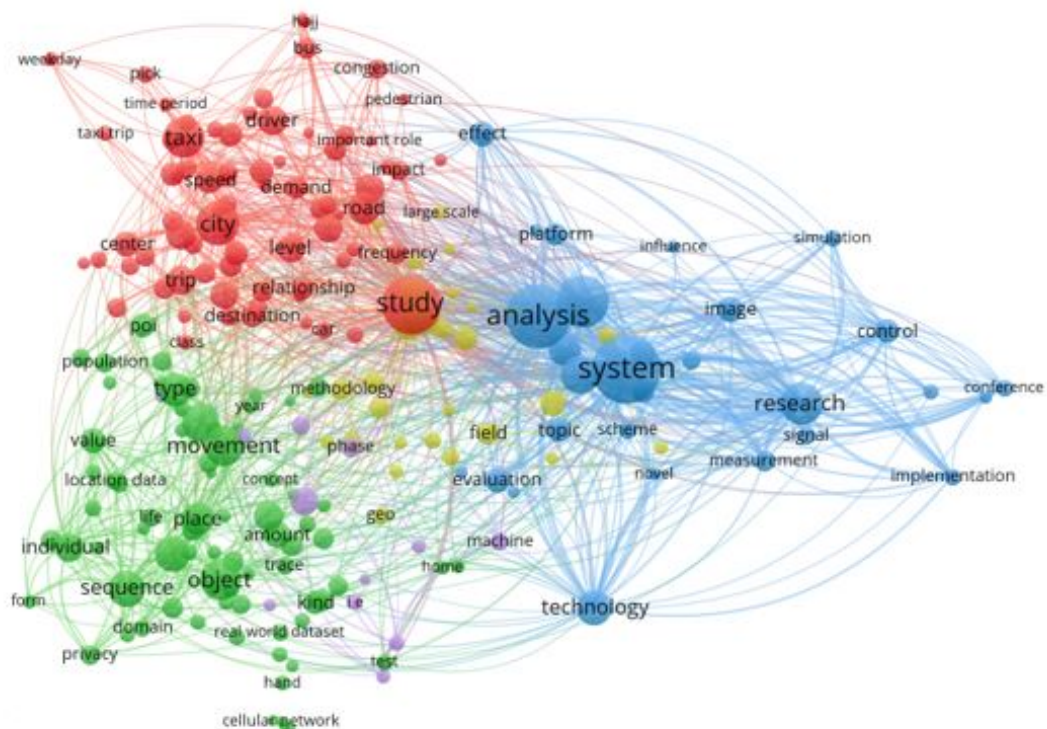 hajj
bus
weekday
pick
congestion
time period
pedestrian
taxi
driver
taxi trip
important role
effect
speed
demand
impact
road
large scale
city
center
level
frequency
platform
influence
simulation
trip
relationship
study
analysis
image
destination
poi
car
class
control
population
type
methodology
system
conference
year
research
value
movement
phase
field
topic
scheme
signal
location data
concept
evaluation
novel
measurement
implementation
life
place
geo
individual
amount
machine
sequence
object
trace
home
form
kind
i.e
technology
domain
real world dataset
privacy
test
hand
cellular network